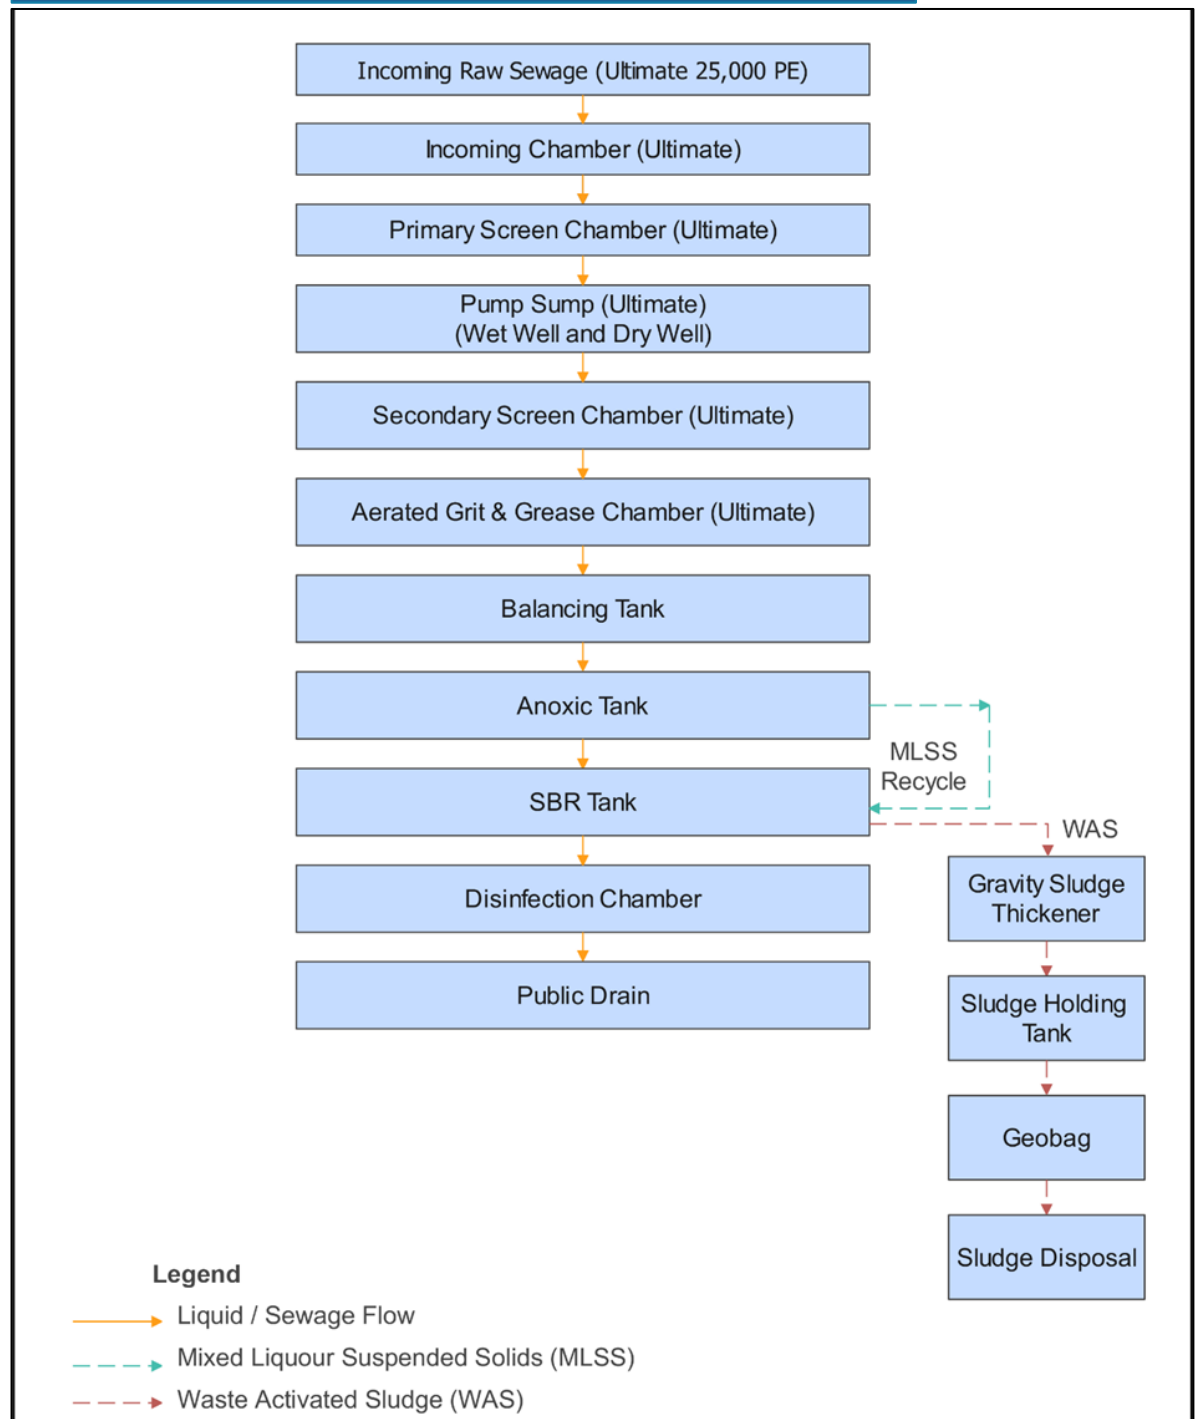 Incoming Raw Sewage (Ultimate 25,000 PE)
Incoming Chamber (Ultimate)
Primary Screen Chamber (Ultimate)
Pump Sump (Ultimate)
(Wet Well and Dry Well)
Secondary Screen Chamber (Ultimate)
Aerated Grit & Grease Chamber (Ultimate)
Balancing Tank
Anoxic Tank
MLSS
Recycle
SBR Tank
WAS
Disinfection Chamber
Public Drain
Gravity Sludge
Thickener
Sludge Holding
Tank
Geobag
Sludge Disposal
Legend
Liquid / Sewage Flow
Mixed Liquour Suspended Solids (MLSS)
Waste Activated Sludge (WAS)